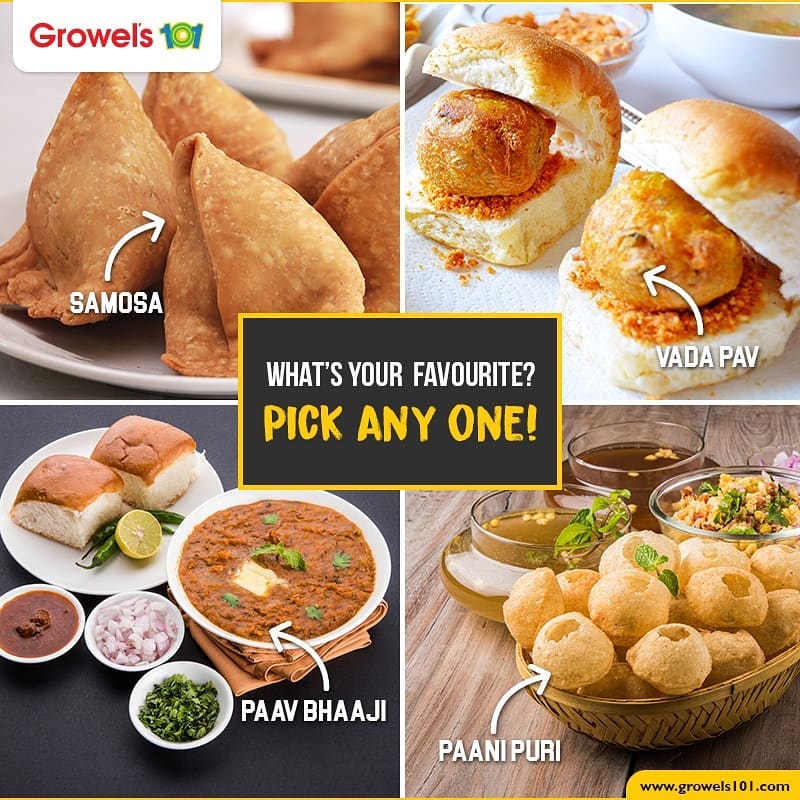 Growel's 101
SAMOSA
VADA PAV
WHAT'S YOUR FAVOURITE?
PICK ANY ONE!
PAAV BHAAJI
PAANI PURI
www.growels101.com